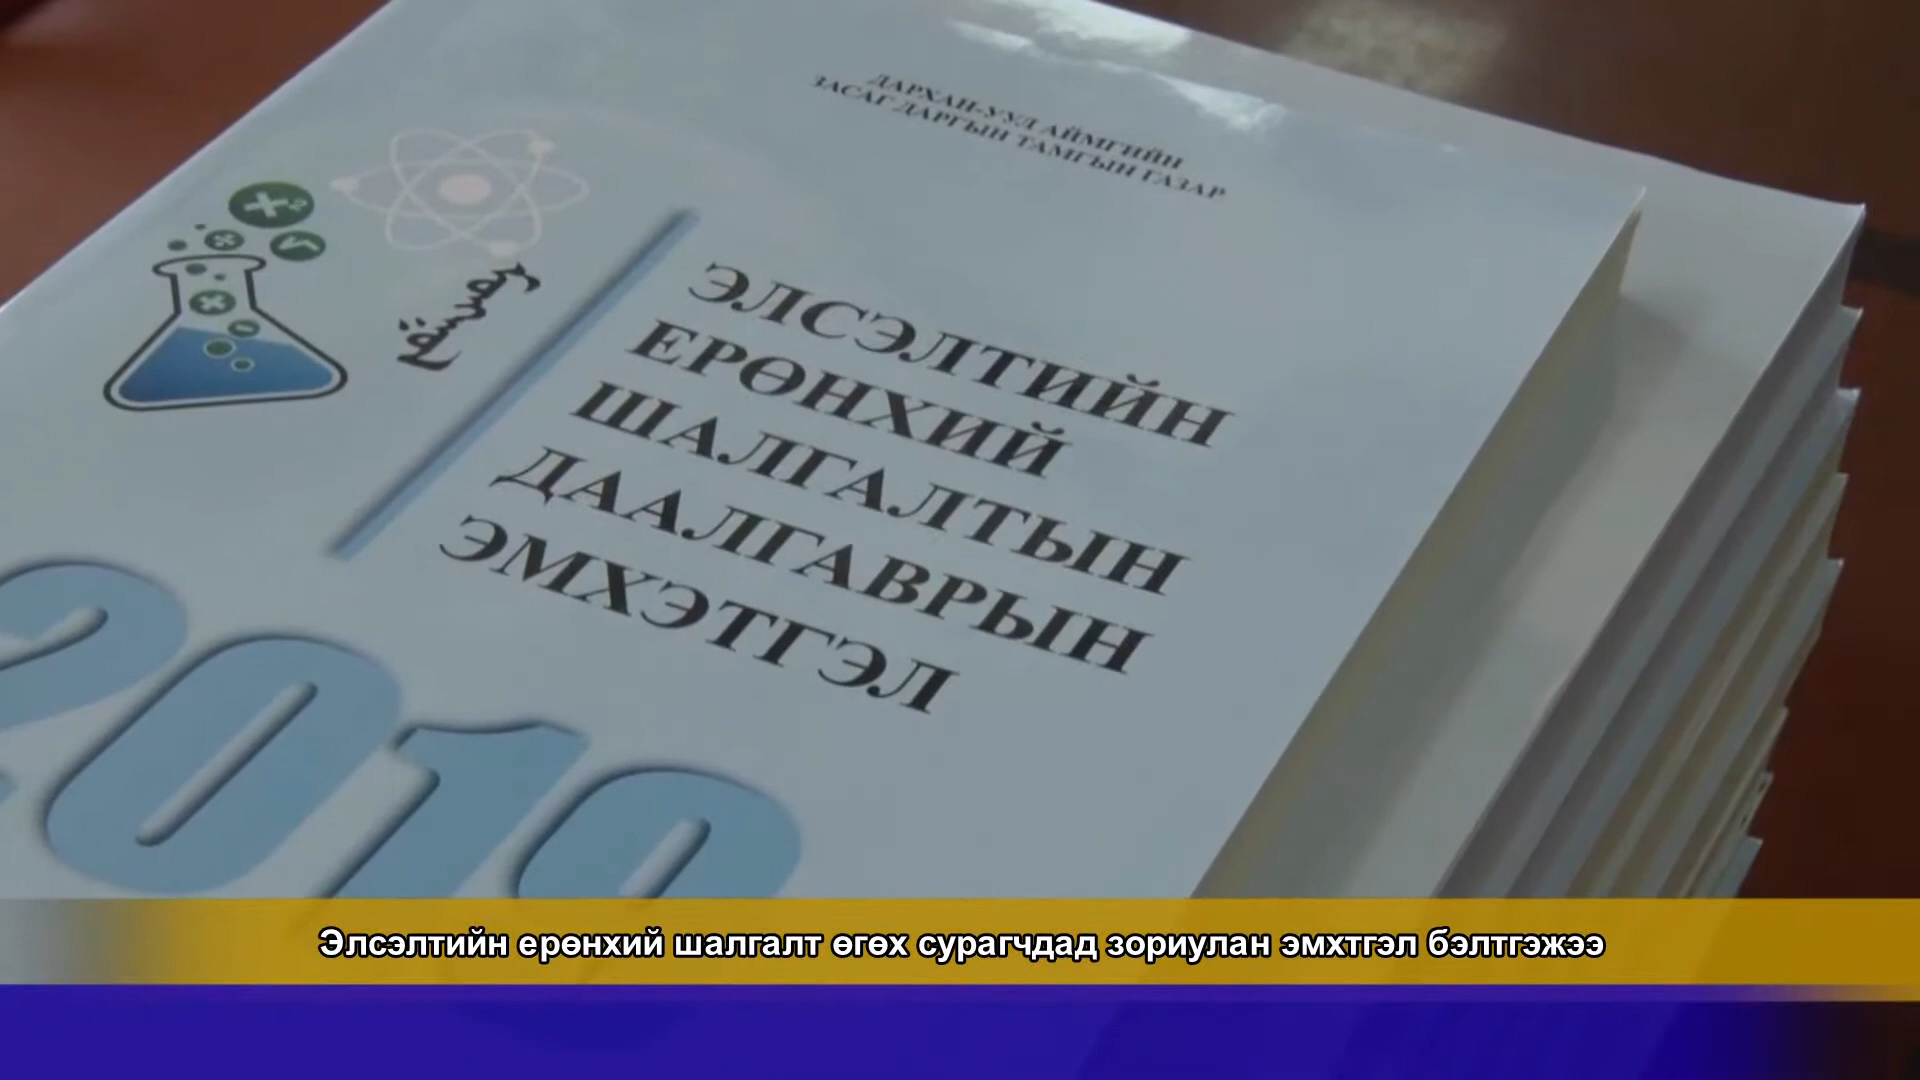 ДАРХАН-УУЛ АЙМГИЙН
ЗАСАГ ДАРГЫН ТАМГЫН ГАЗАР
ЭЛСЭЛТИЙН
ЕРӨНХИЙ
ШАЛГАЛТЫН
ДААЛГАВРЫН
ЭМХЭТГЭЛ
2019
Элсэлтийн ерөнхий шалгалт өгөх сурагчдад зориулан эмхтгэл бэлтгэжээ